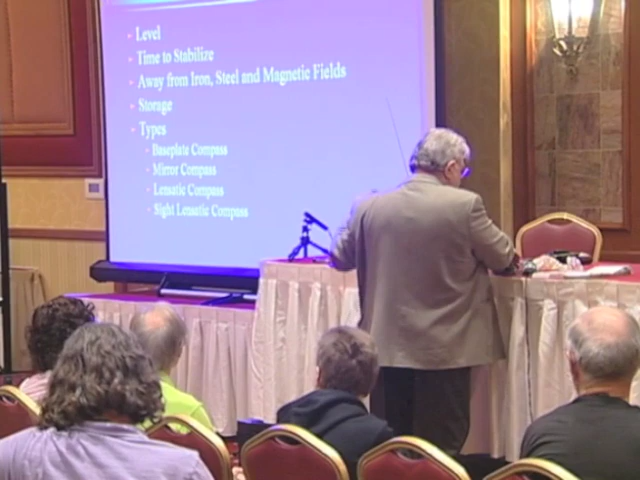 Level
Time to Stabilize
Away from Iron, Steel and Magnetic Fields
Storage
Types
Baseplate Compass
Mirror Compass
Lensatic Compass
Sight Lensatic Compass